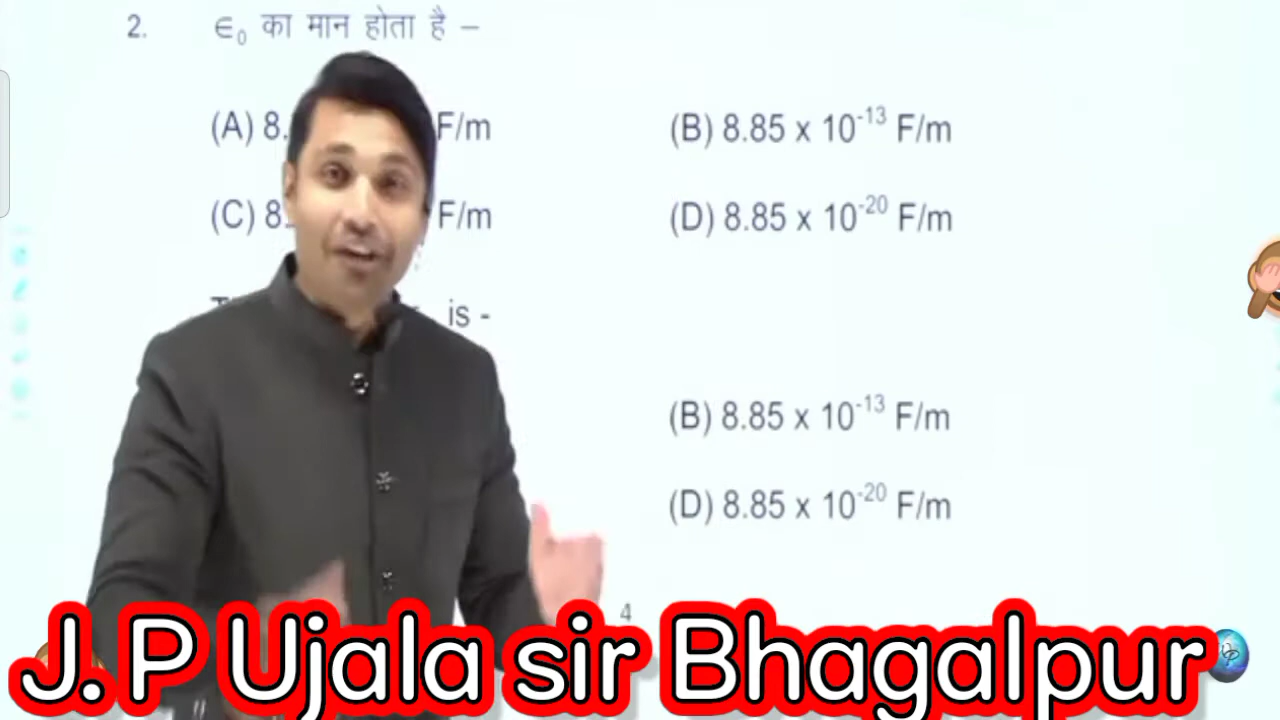 2. ∈₀ का मान होता है –
(A) 8. F/m (B) 8.85 x 10⁻¹³ F/m
(C) 8. F/m (D) 8.85 x 10⁻²⁰ F/m
is -
(B) 8.85 x 10⁻¹³ F/m
(D) 8.85 x 10⁻²⁰ F/m
4
J. P Ujala sir Bhagalpur